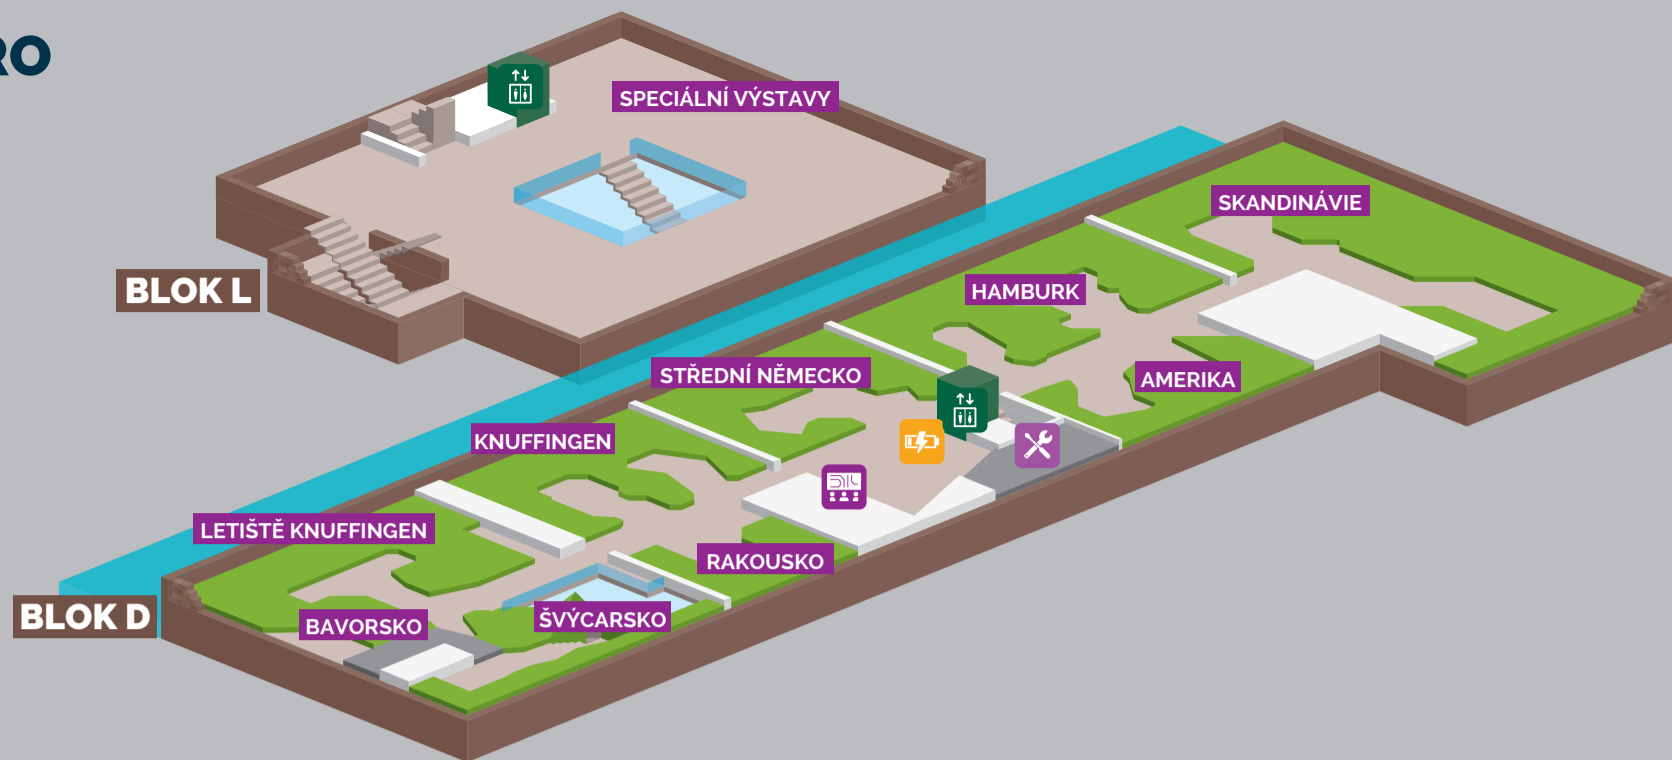 RO
SPECIÁLNÍ VÝSTAVY
SKANDINÁVIE
BLOK L
HAMBURK
STŘEDNÍ NĚMECKO
AMERIKA
KNUFFINGEN
LETIŠTĚ KNUFFINGEN
RAKOUSKO
BLOK D
BAVORSKO
ŠVÝCARSKO